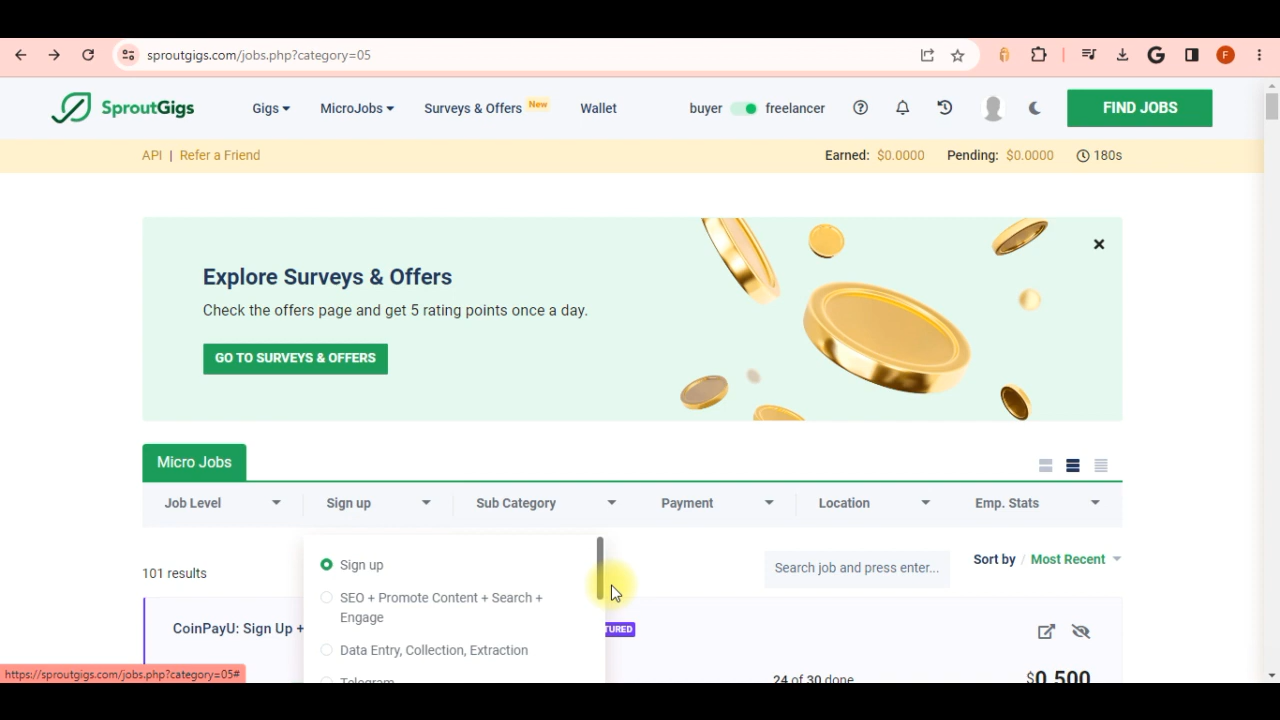 sproutgigs.com/jobs.php?category=05
G
F
SproutGigs
Gigs
MicroJobs
Surveys & Offers New
Wallet
buyer
freelancer
FIND JOBS
API | Refer a Friend
Earned: $0.0000
Pending: $0.0000
180s
Explore Surveys & Offers
Check the offers page and get 5 rating points once a day.
GO TO SURVEYS & OFFERS
Micro Jobs
Job Level
Sign up
Sub Category
Payment
Location
Emp. Stats
Sign up
101 results
Search job and press enter...
Sort by / Most Recent
SEO + Promote Content + Search +
Engage
CoinPayU: Sign Up +
TURED
Data Entry, Collection, Extraction
Telegram
24 of 30 done
$0.500
https://sproutgigs.com/jobs.php?category=05#